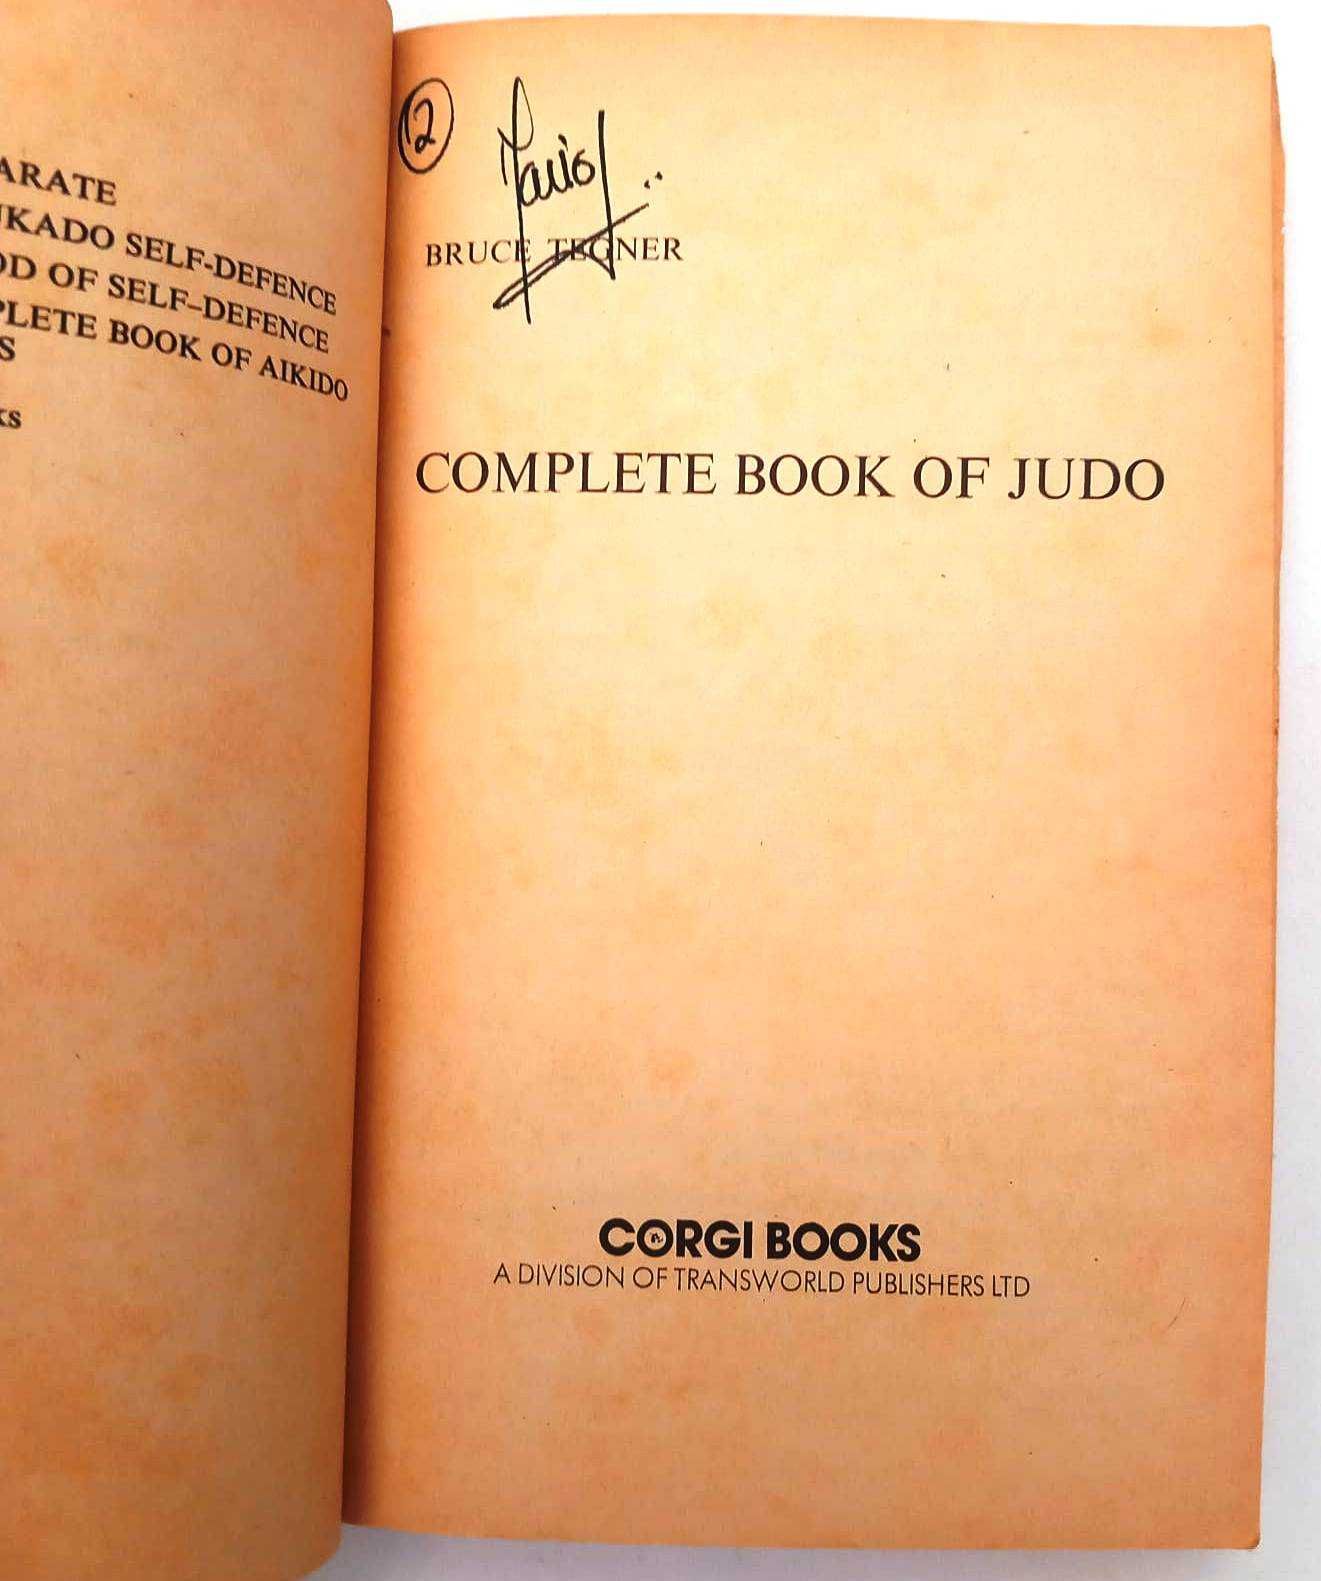 ARATE
KADO SELF-DEFENCE
OD OF SELF-DEFENCE
PLETE BOOK OF AIKIDO
S
ks
2
BRUCE TEGNER
COMPLETE BOOK OF JUDO
CORGI BOOKS
A DIVISION OF TRANSWORLD PUBLISHERS LTD